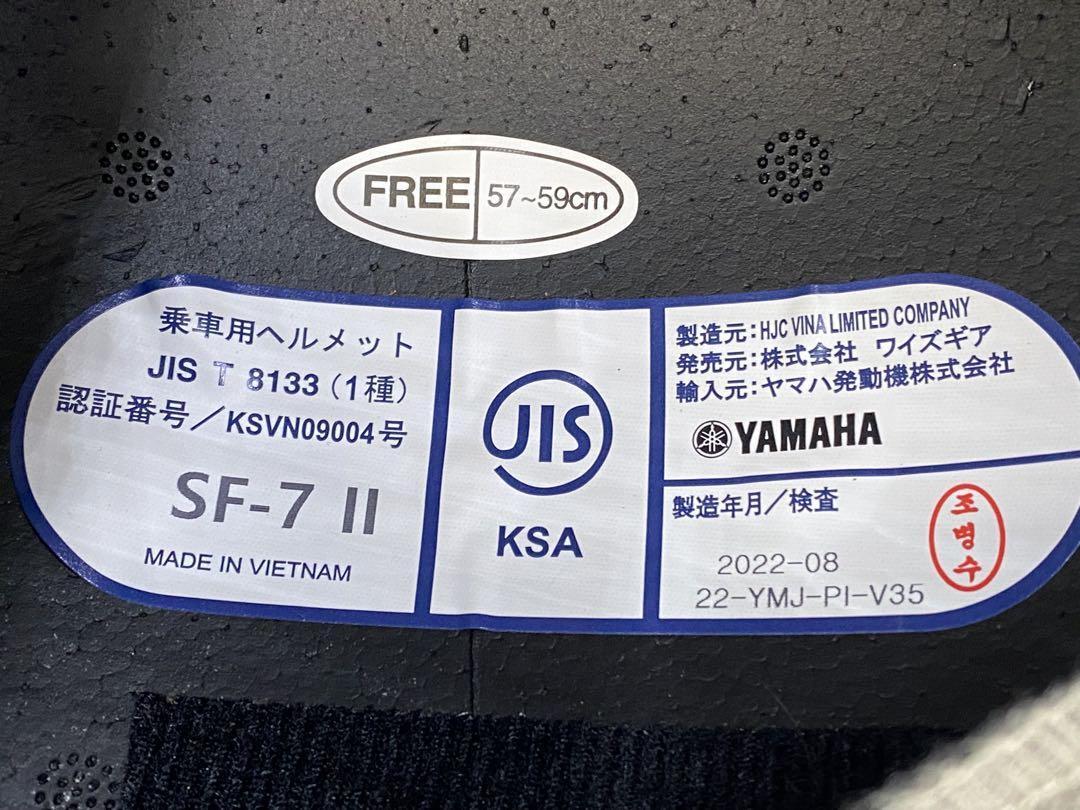 FREE 57~59cm
乗車用ヘルメット
JIS T 8133(1種)
認証番号/KSVN09004号
SF-7 II
MADE IN VIETNAM
JIS
KSA
製造元:HJC VINA LIMITED COMPANY
発売元:株式会社 ワイズギア
輸入元:ヤマハ発動機株式会社
YAMAHA
製造年月/検査
2022-08
22-YMJ-PI-V35
조병수